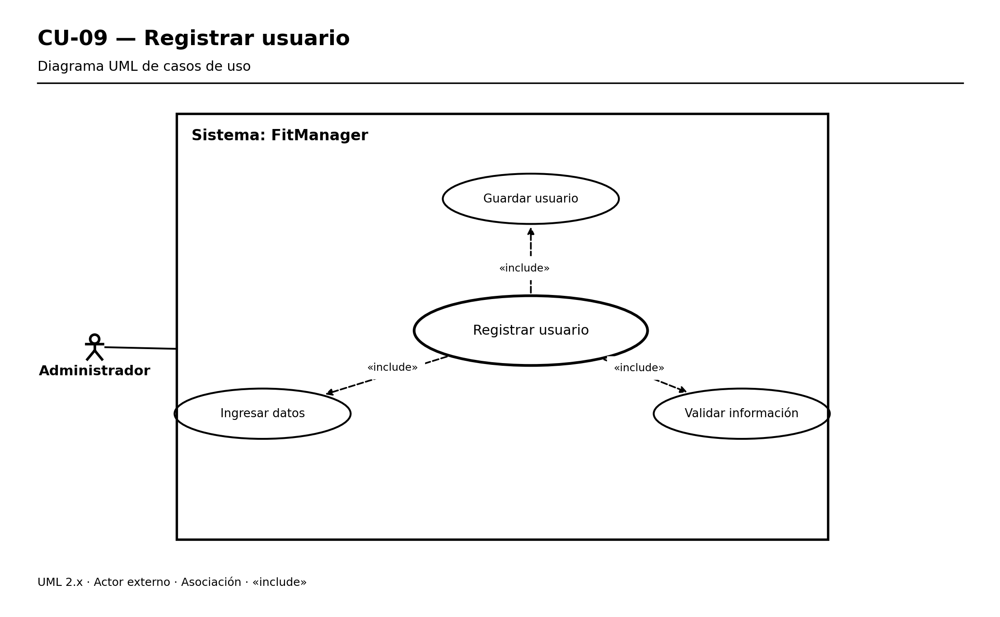 CU-09 — Registrar usuario
Diagrama UML de casos de uso
Sistema: FitManager
Guardar usuario
«include»
Registrar usuario
Administrador
«include»
«include»
Ingresar datos
Validar información
UML 2.x · Actor externo · Asociación · «include»